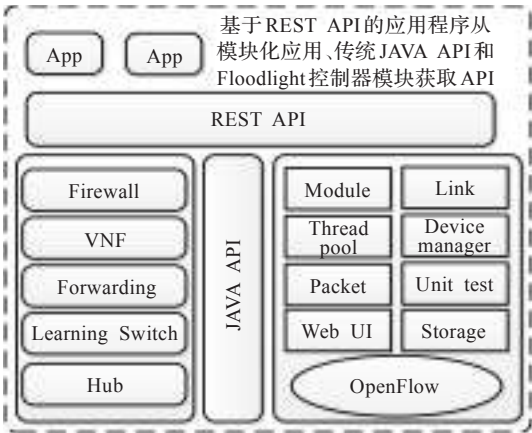 基于REST API的应用程序从
模块化应用、传统JAVA API和
Floodlight控制器模块获取API
App
App
REST API
Firewall
VNF
Forwarding
Learning Switch
Hub
JAVA API
Module
Link
Thread
pool
Device
manager
Packet
Unit test
Web UI
Storage
OpenFlow